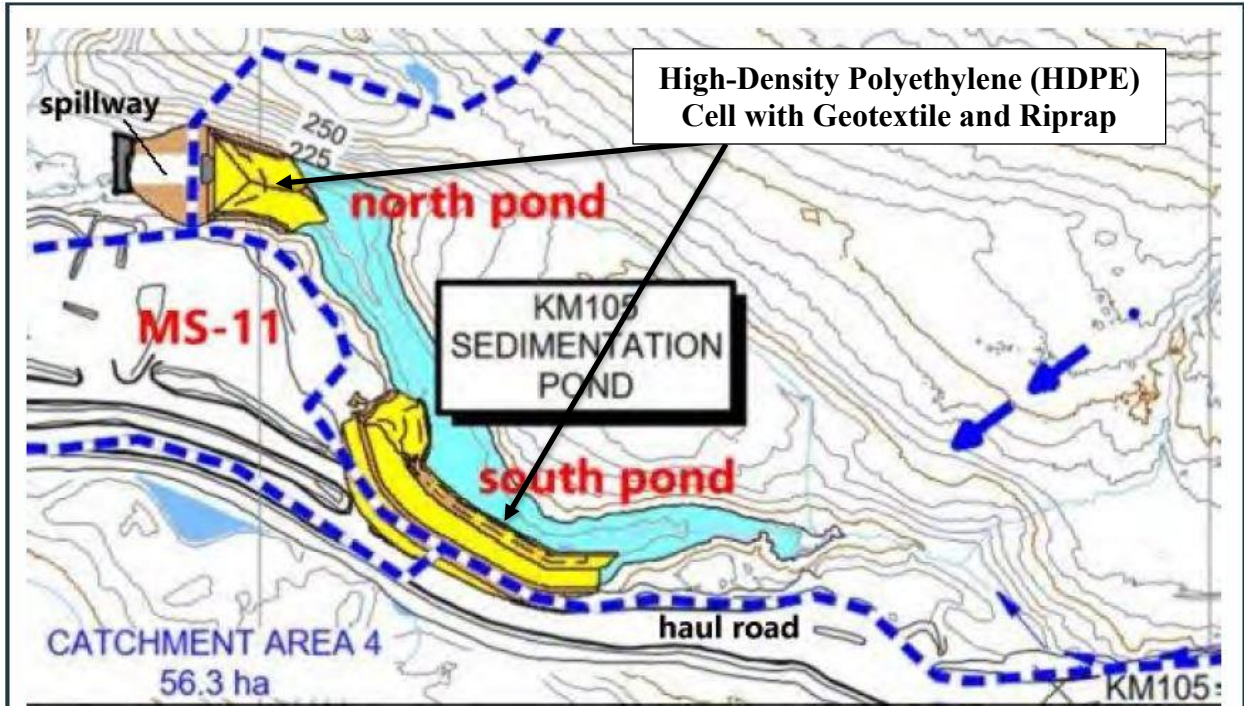 High-Density Polyethylene (HDPE)
Cell with Geotextile and Riprap
spillway
250
225
north pond
MS-11
KM105
SEDIMENTATION
POND
south pond
haul road
CATCHMENT AREA 4
56.3 ha
KM105